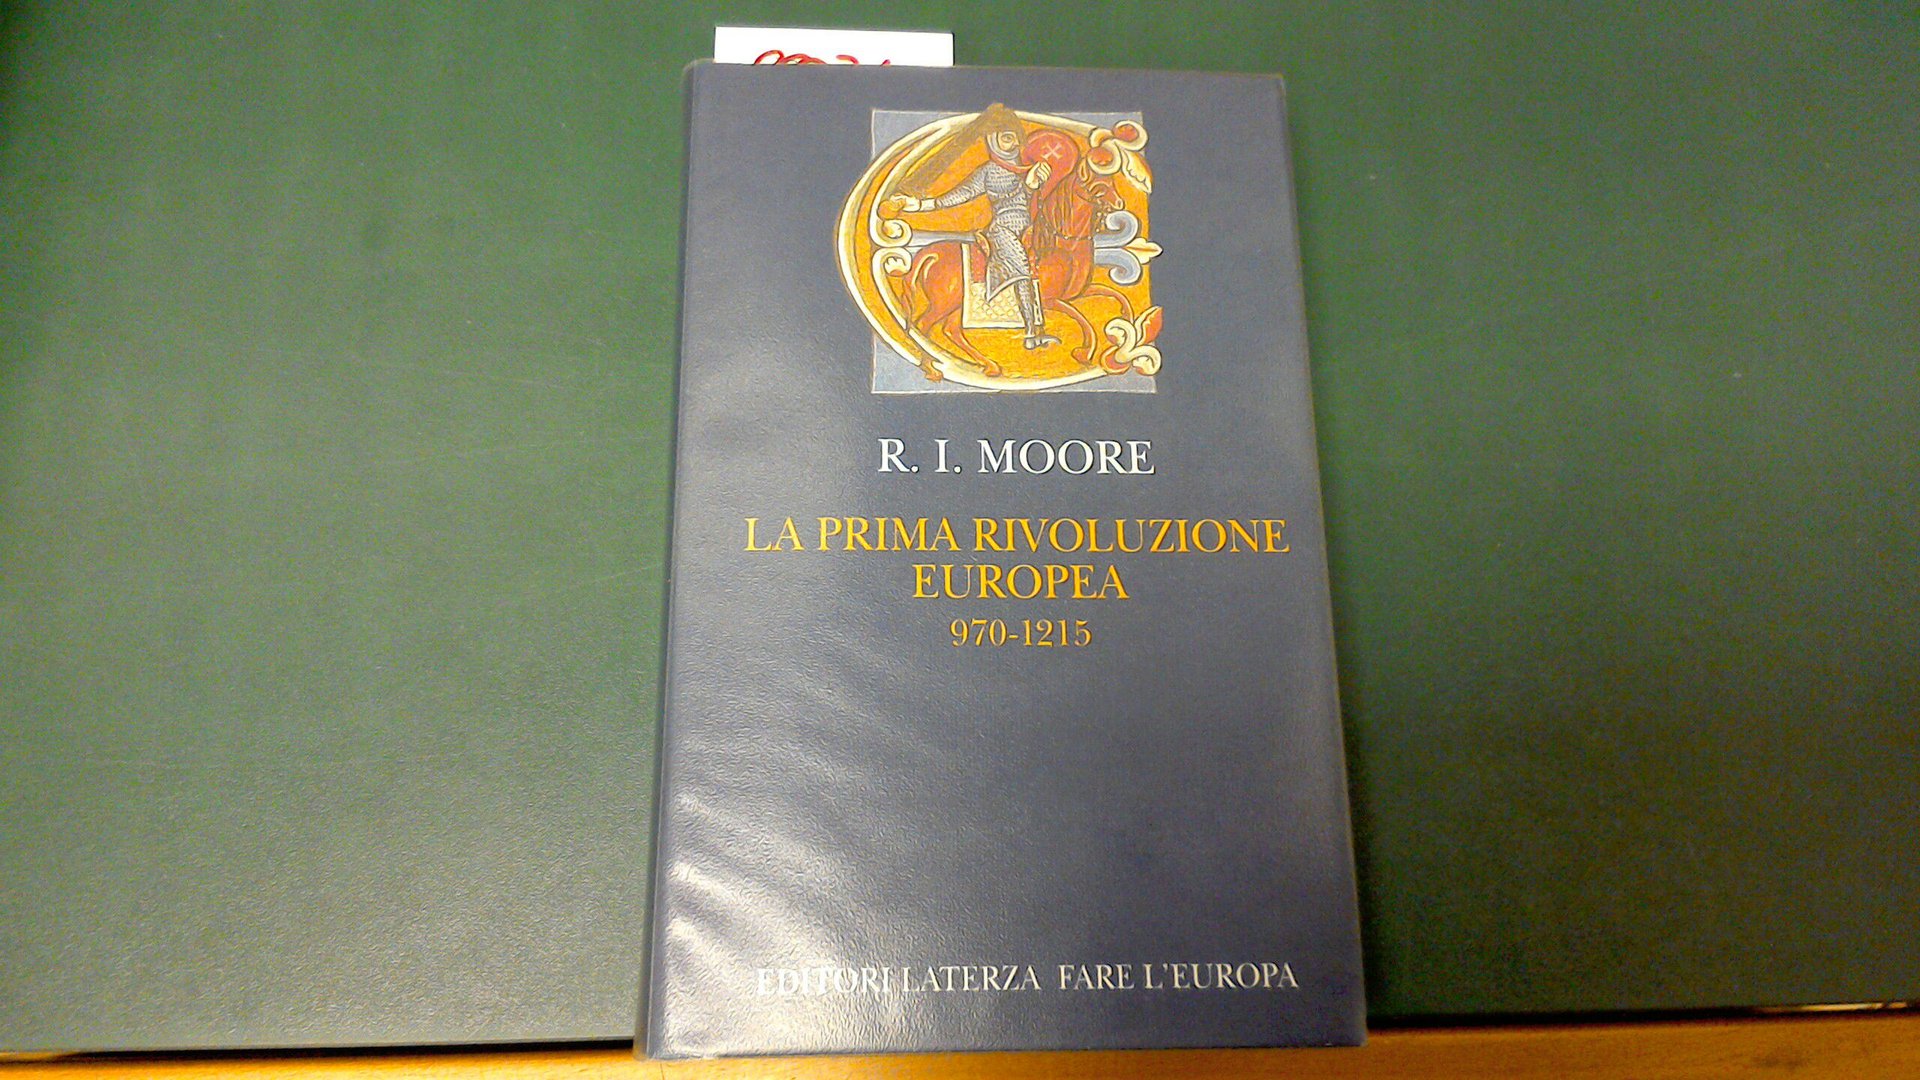 R. I. MOORE
LA PRIMA RIVOLUZIONE
EUROPEA
970-1215
EDITORI LATERZA FARE L'EUROPA